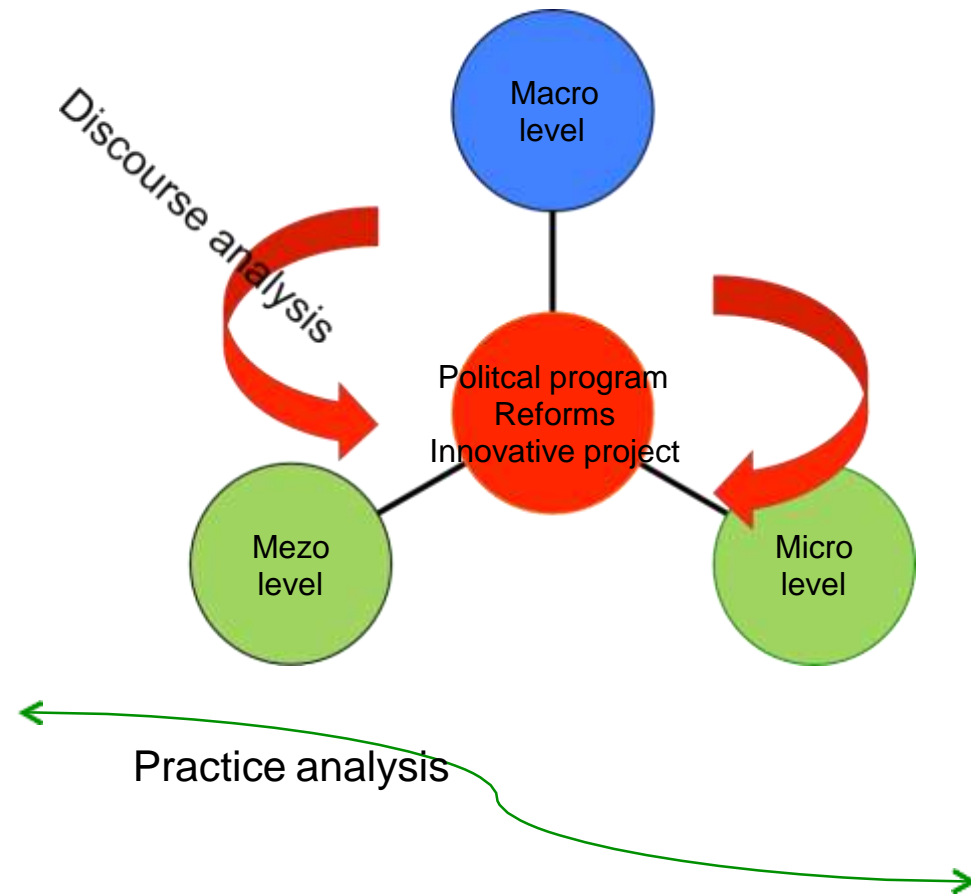 Macro
level
Discourse analysis
Politcal program
Reforms
Innovative project
Mezo
level
Micro
level
Practice analysis